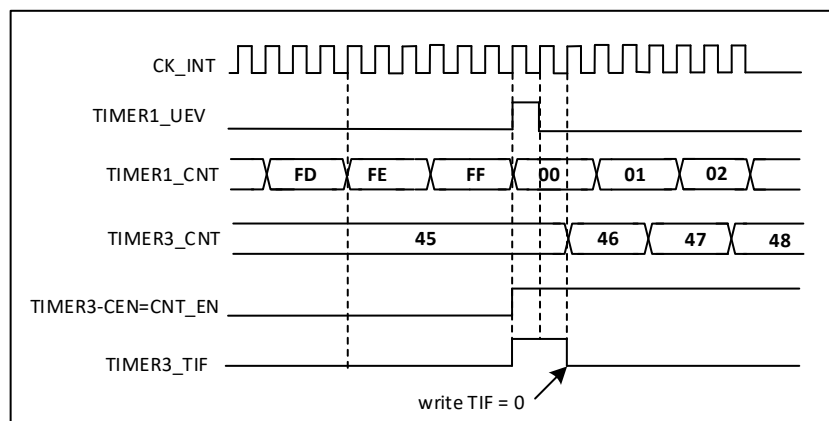 CK_INT
TIMER1_UEV
TIMER1_CNT FD FE FF 00 01 02
TIMER3_CNT 45 46 47 48
TIMER3-CEN=CNT_EN
TIMER3_TIF
write TIF = 0